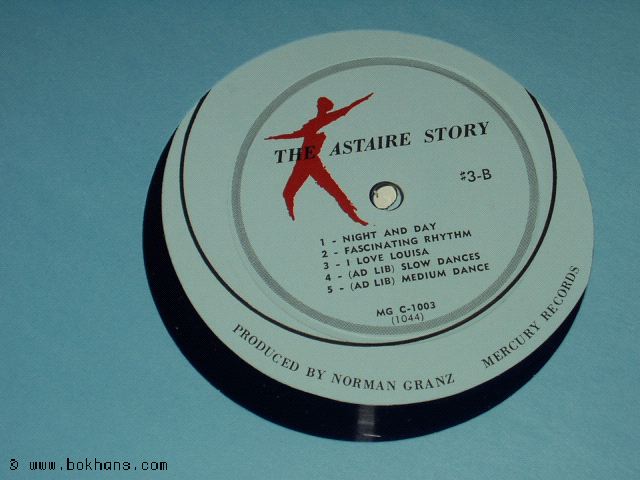 THE ASTAIRE STORY
#3-B
1 - NIGHT AND DAY
2 - FASCINATING RHYTHM
3 - I LOVE LOUISA
4 - (AD LIB) SLOW DANCES
5 - (AD LIB) MEDIUM DANCE
MG C-1003
(1044)
PRODUCED BY NORMAN GRANZ
MERCURY RECORDS
© www.bokhans.com